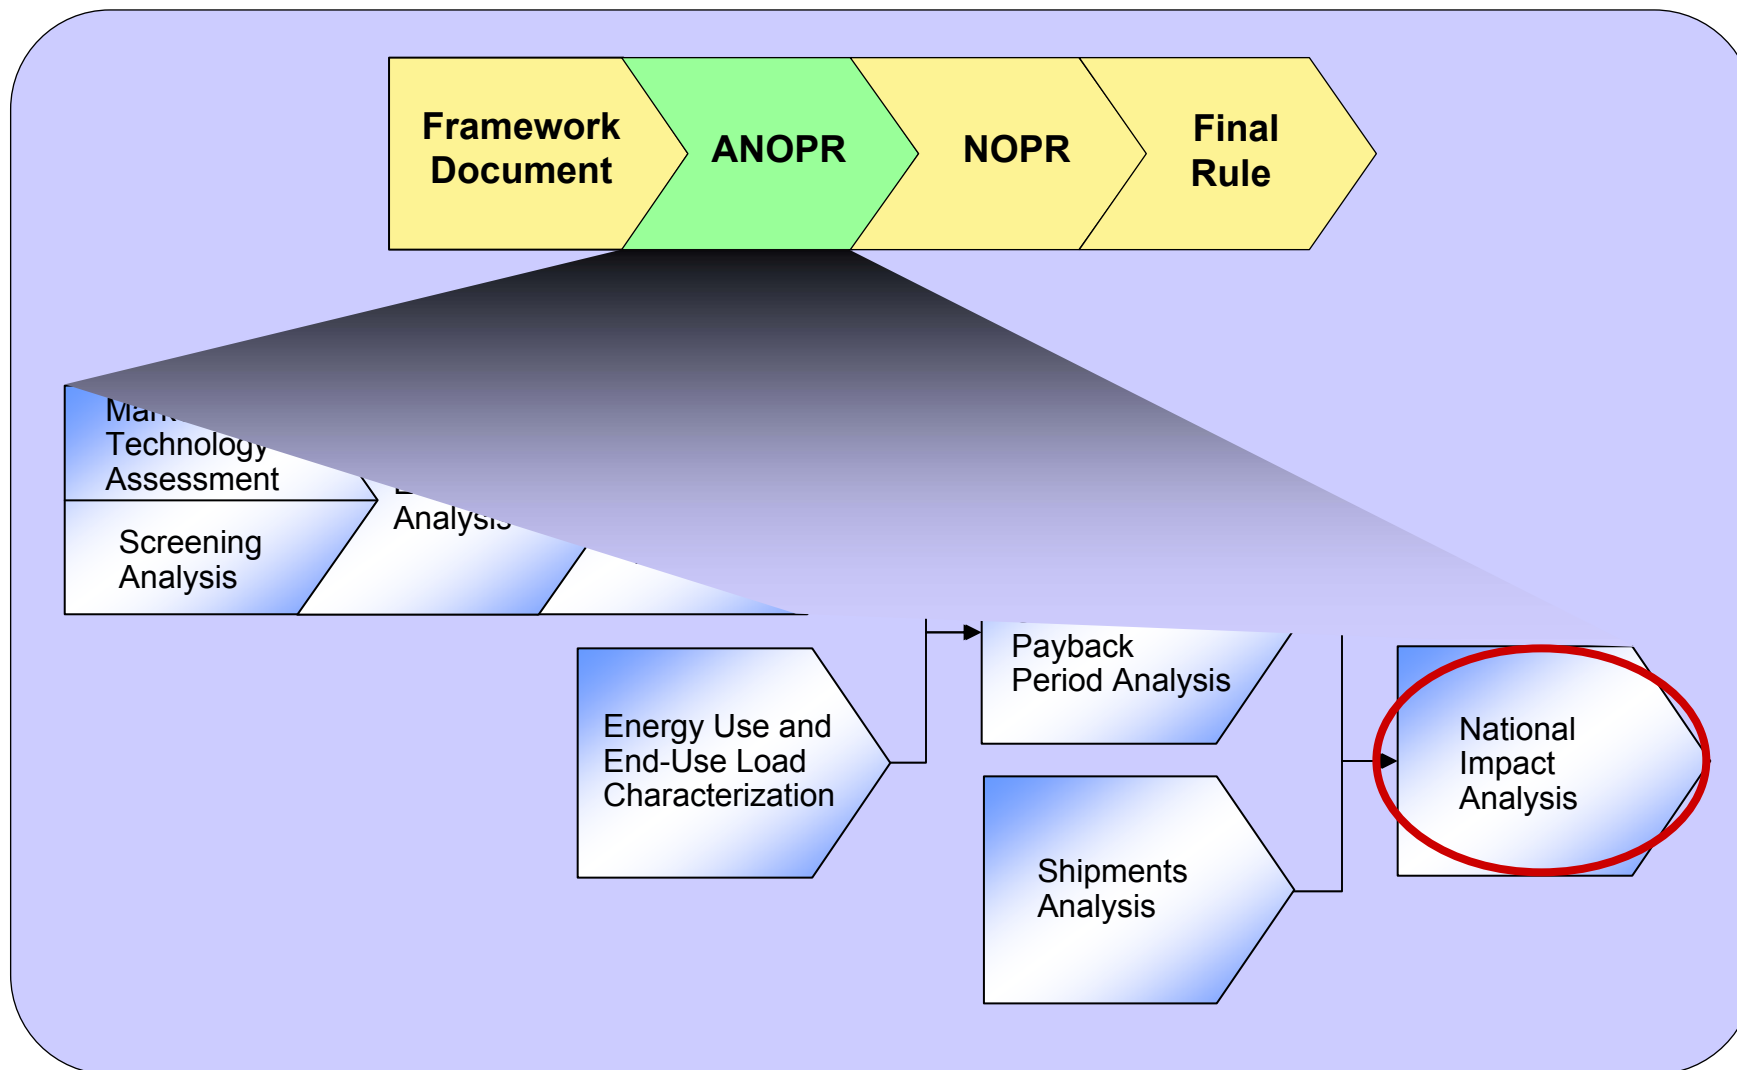 Framework
Document
ANOPR
NOPR
Final
Rule
Technology
Assessment
Screening
Analysis
Analysis
Payback
Period Analysis
Energy Use and
End-Use Load
Characterization
National
Impact
Analysis
Shipments
Analysis